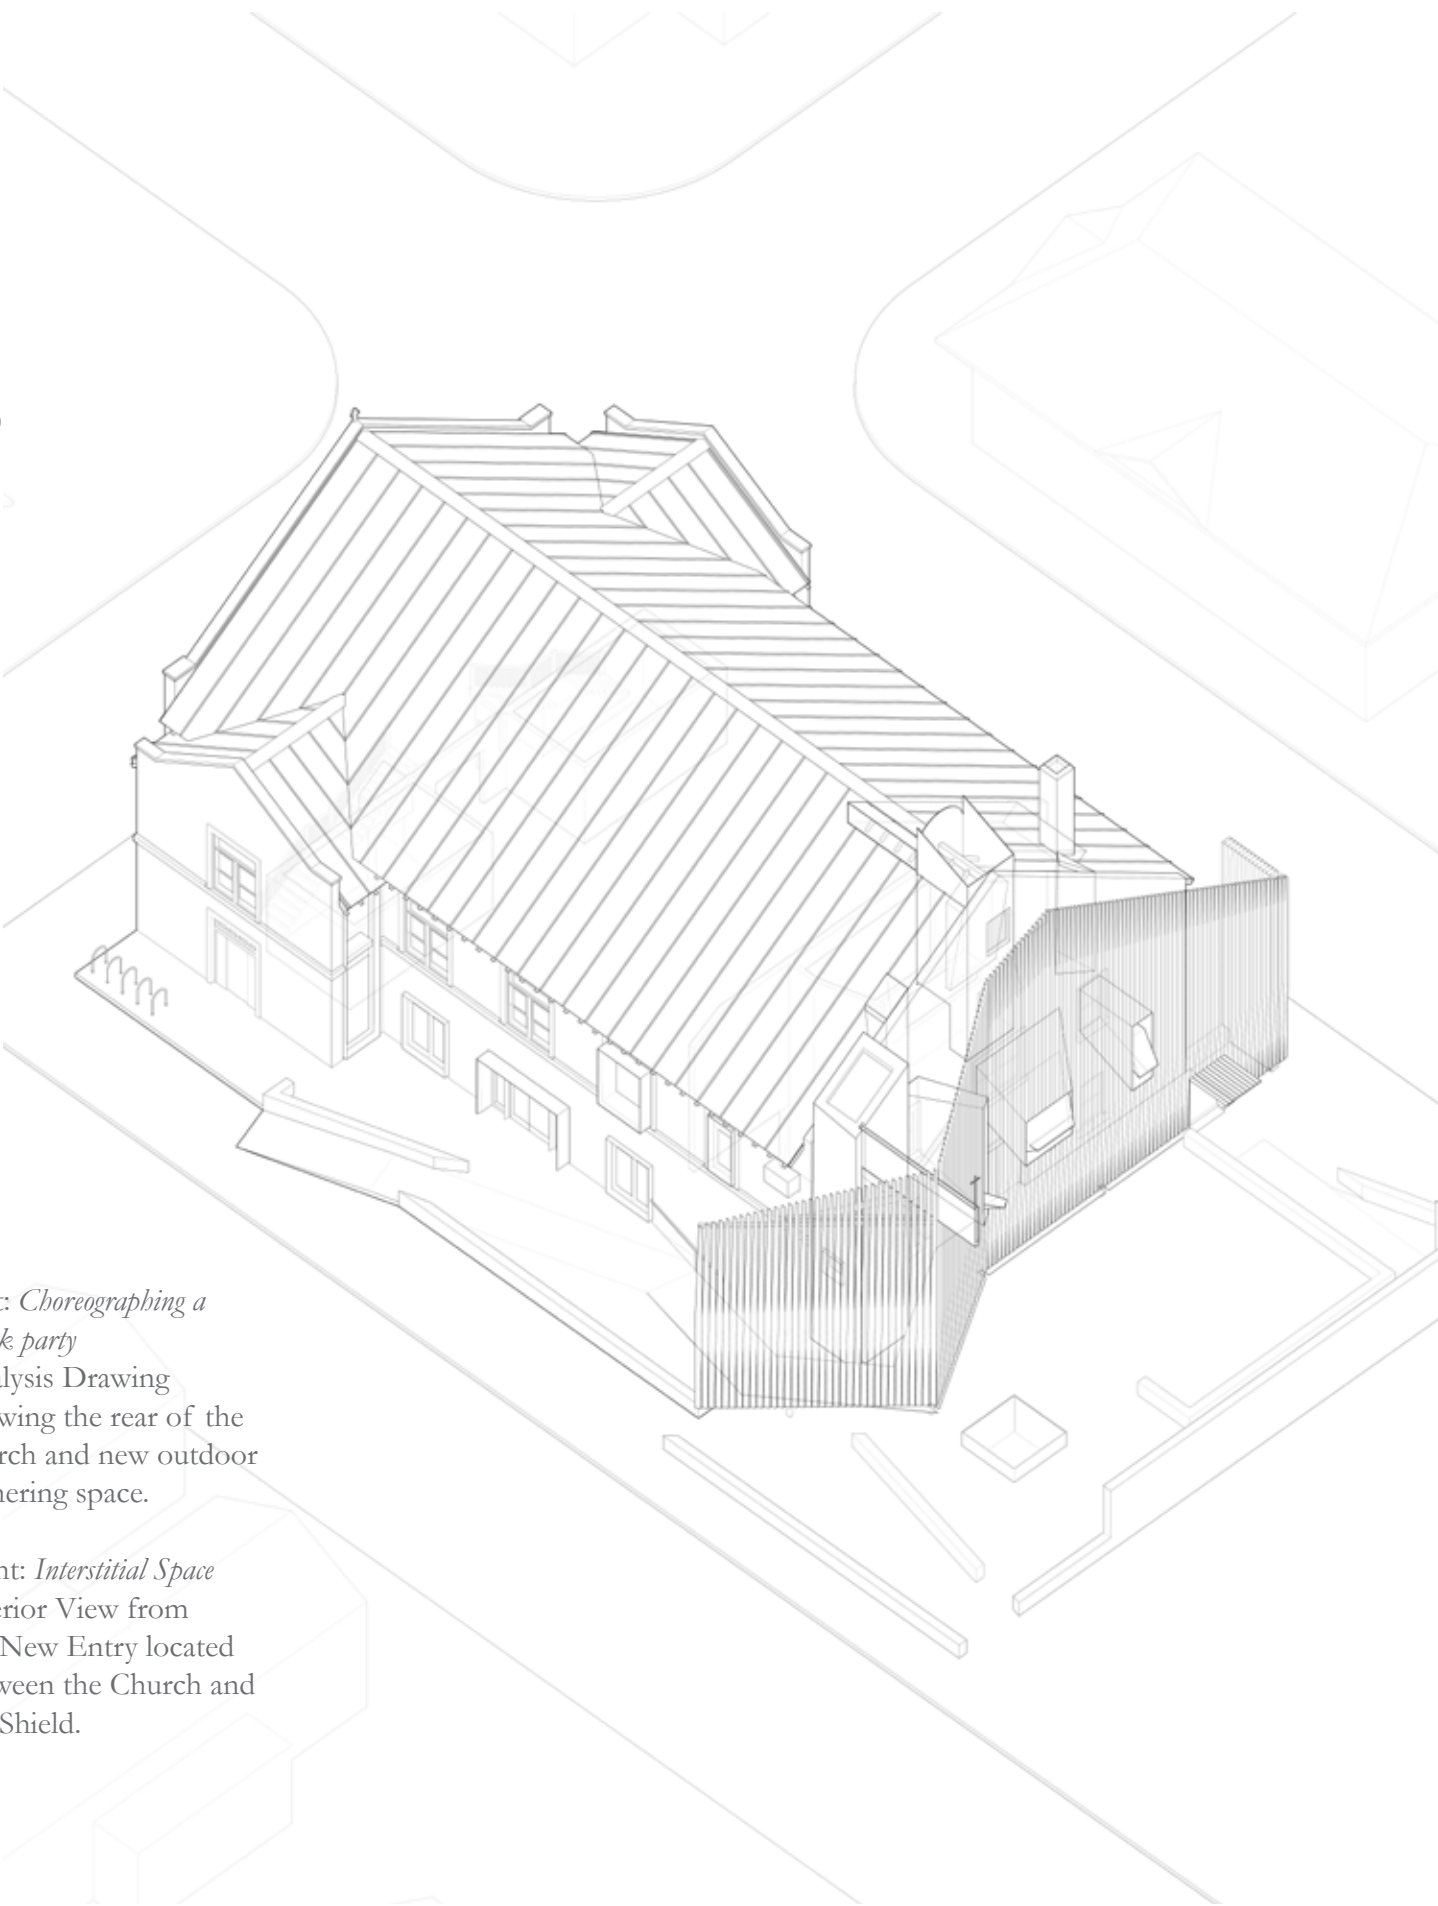 t: Choreographing a
k party
alysis Drawing
wing the rear of the
rch and new outdoor
hering space.
nt: Interstitial Space
erior View from
New Entry located
ween the Church and
Shield.